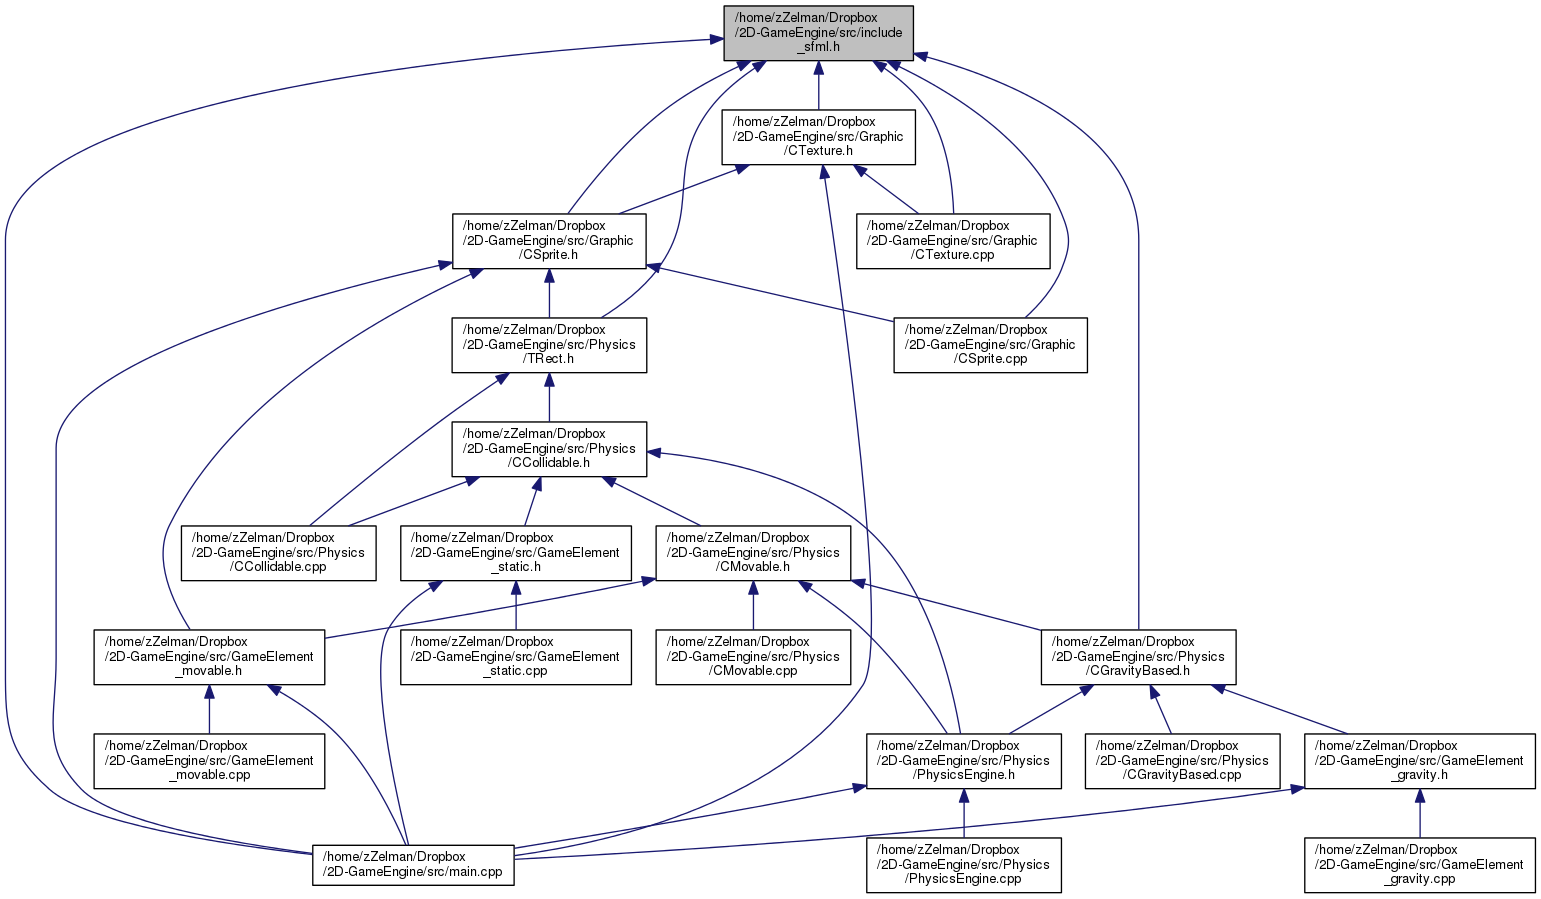 /home/zZelman/Dropbox
/2D-GameEngine/src/include
_sfml.h
/home/zZelman/Dropbox
/2D-GameEngine/src/Graphic
/CTexture.h
/home/zZelman/Dropbox
/2D-GameEngine/src/Graphic
/CSprite.h
/home/zZelman/Dropbox
/2D-GameEngine/src/Graphic
/CTexture.cpp
/home/zZelman/Dropbox
/2D-GameEngine/src/Physics
/TRect.h
/home/zZelman/Dropbox
/2D-GameEngine/src/Graphic
/CSprite.cpp
/home/zZelman/Dropbox
/2D-GameEngine/src/Physics
/CCollidable.h
/home/zZelman/Dropbox
/2D-GameEngine/src/Physics
/CCollidable.cpp
/home/zZelman/Dropbox
/2D-GameEngine/src/GameElement
_static.h
/home/zZelman/Dropbox
/2D-GameEngine/src/Physics
/CMovable.h
/home/zZelman/Dropbox
/2D-GameEngine/src/GameElement
_movable.h
/home/zZelman/Dropbox
/2D-GameEngine/src/GameElement
_static.cpp
/home/zZelman/Dropbox
/2D-GameEngine/src/Physics
/CMovable.cpp
/home/zZelman/Dropbox
/2D-GameEngine/src/Physics
/CGravityBased.h
/home/zZelman/Dropbox
/2D-GameEngine/src/GameElement
_movable.cpp
/home/zZelman/Dropbox
/2D-GameEngine/src/Physics
/PhysicsEngine.h
/home/zZelman/Dropbox
/2D-GameEngine/src/Physics
/CGravityBased.cpp
/home/zZelman/Dropbox
/2D-GameEngine/src/GameElement
_gravity.h
/home/zZelman/Dropbox
/2D-GameEngine/src/main.cpp
/home/zZelman/Dropbox
/2D-GameEngine/src/Physics
/PhysicsEngine.cpp
/home/zZelman/Dropbox
/2D-GameEngine/src/GameElement
_gravity.cpp